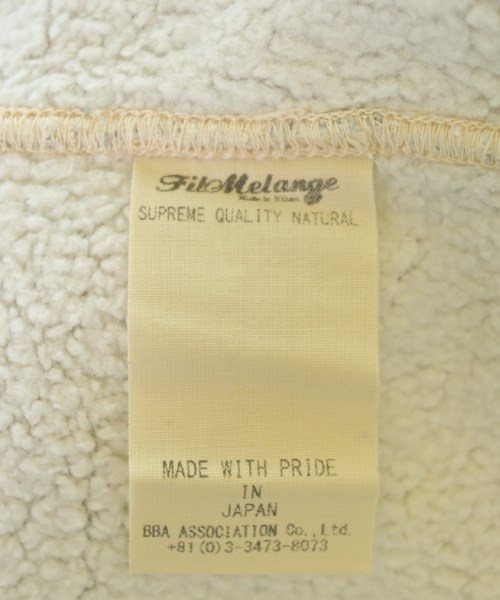 FilMelange
SUPREME QUALITY NATURAL
MADE WITH PRIDE
IN
JAPAN
BBA ASSOCIATION Co.,Ltd.
+81(0)3-3473-8073